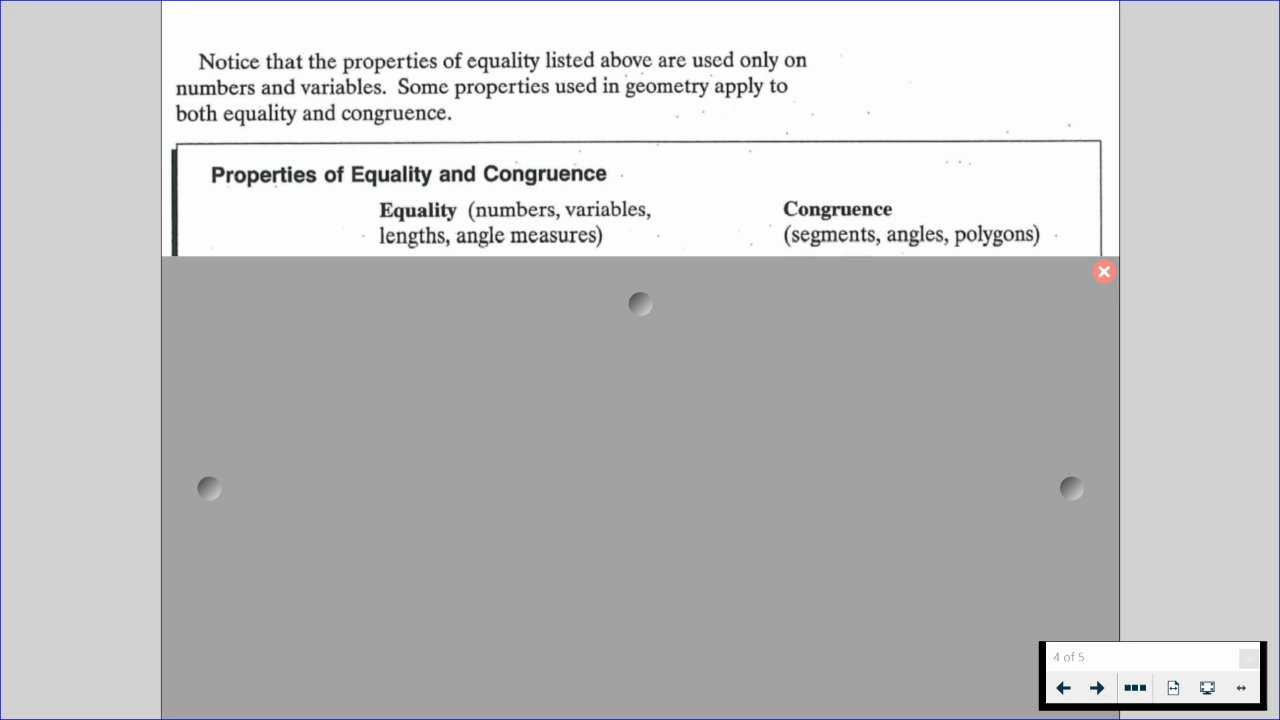 Notice that the properties of equality listed above are used only on
numbers and variables. Some properties used in geometry apply to
both equality and congruence.
Properties of Equality and Congruence
Equality (numbers, variables,
lengths, angle measures)
Congruence
(segments, angles, polygons)
4 of 5